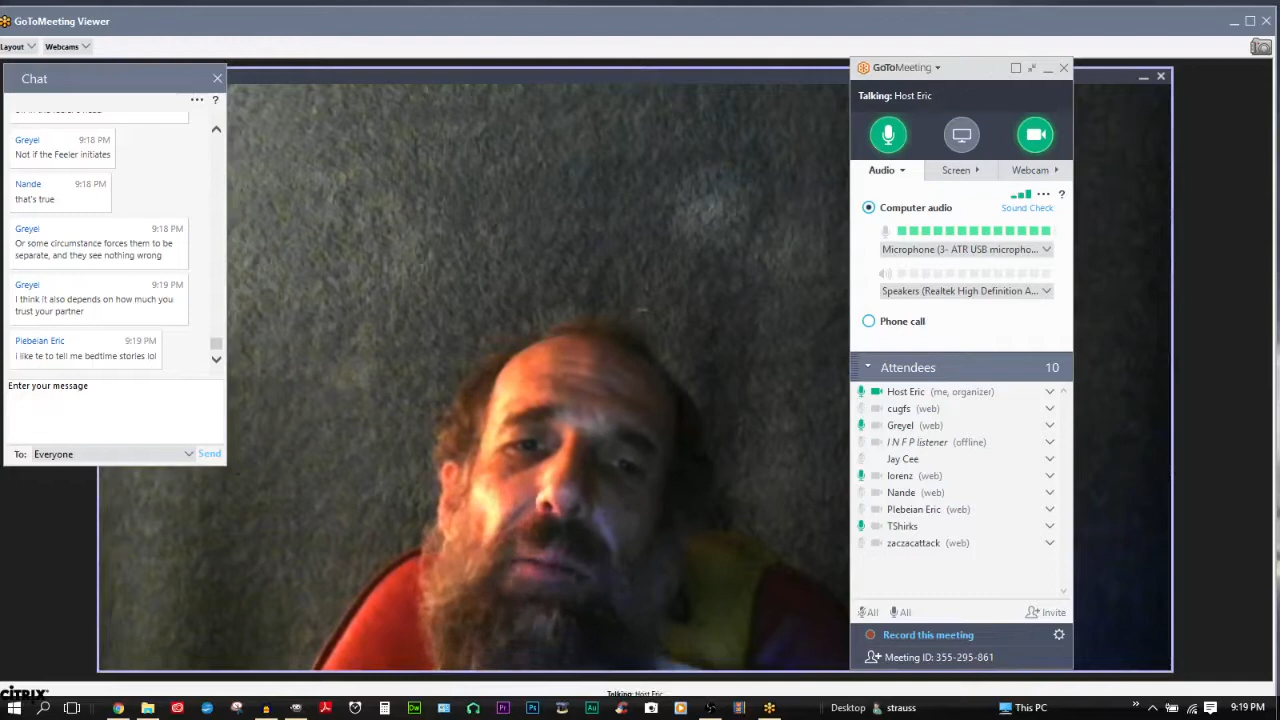 GoToMeeting Viewer
Layout
Webcams
Chat
... ?
Greyel 9:18 PM
Not if the Feeler initiates
Nande 9:18 PM
that's true
Greyel 9:18 PM
Or some circumstance forces them to
be separate, and they see nothing wrong
Greyel 9:19 PM
I think it also depends on how much you
trust your partner
Plebeian Eric 9:19 PM
i like te to tell me bedtime stories lol
Enter your message
To: Everyone
Send
GoToMeeting
Talking: Host Eric
Audio
Screen
Webcam
... ?
Computer audio
Sound Check
Microphone (3- ATR USB micropho...
Speakers (Realtek High Definition A...
Phone call
Attendees 10
Host Eric (me, organizer)
cugfs (web)
Greyel (web)
I N F P listener (offline)
Jay Cee
lorenz (web)
Nande (web)
Plebeian Eric (web)
TShirks
zaczacattack (web)
All
All
Invite
Record this meeting
Meeting ID: 355-295-861
CITRIX
Talking: Host Eric
Dw
Pr
Ps
Au
Desktop
strauss
This PC
9:19 PM